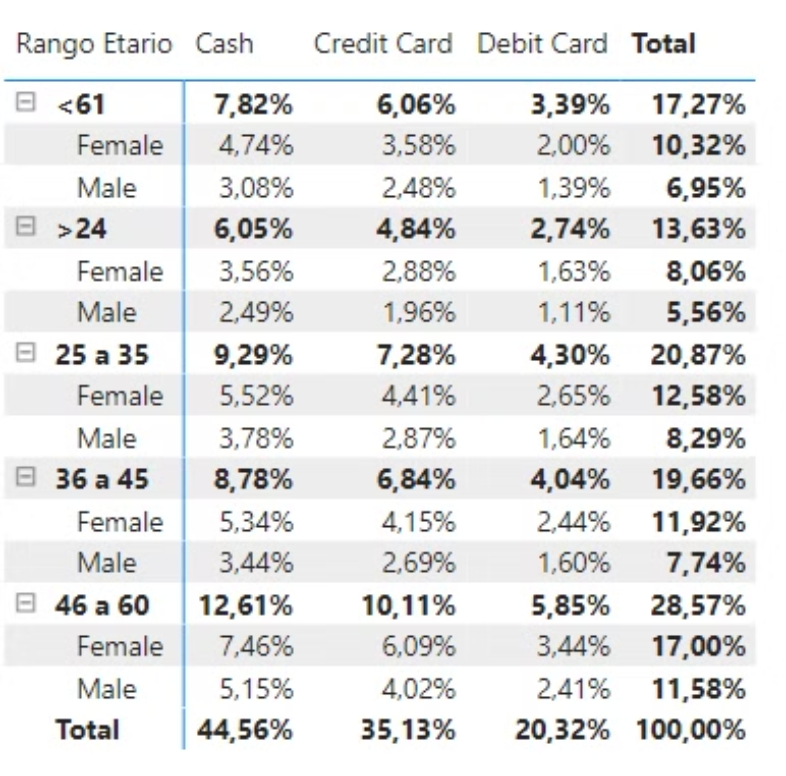 Rango Etario Cash Credit Card Debit Card Total
<61 7,82% 6,06% 3,39% 17,27%
Female 4,74% 3,58% 2,00% 10,32%
Male 3,08% 2,48% 1,39% 6,95%
>24 6,05% 4,84% 2,74% 13,63%
Female 3,56% 2,88% 1,63% 8,06%
Male 2,49% 1,96% 1,11% 5,56%
25 a 35 9,29% 7,28% 4,30% 20,87%
Female 5,52% 4,41% 2,65% 12,58%
Male 3,78% 2,87% 1,64% 8,29%
36 a 45 8,78% 6,84% 4,04% 19,66%
Female 5,34% 4,15% 2,44% 11,92%
Male 3,44% 2,69% 1,60% 7,74%
46 a 60 12,61% 10,11% 5,85% 28,57%
Female 7,46% 6,09% 3,44% 17,00%
Male 5,15% 4,02% 2,41% 11,58%
Total 44,56% 35,13% 20,32% 100,00%